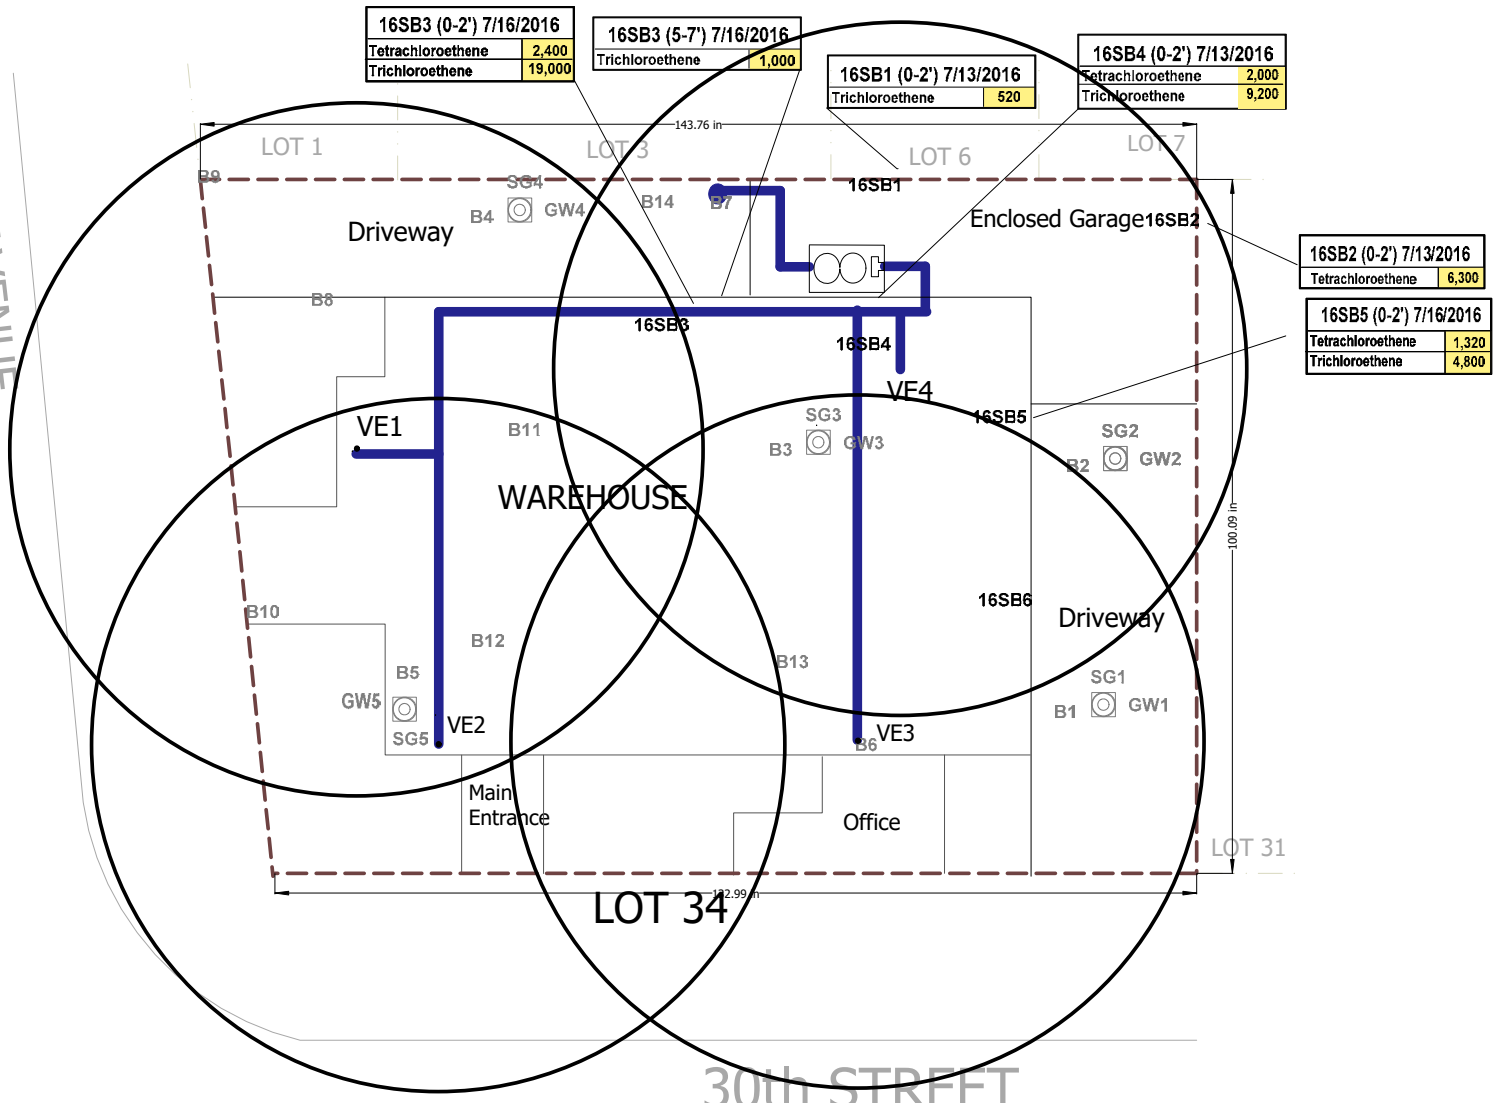 16SB3 (0-2') 7/16/2016
Tetrachloroethene 2,400
Trichloroethene 19,000
16SB3 (5-7') 7/16/2016
Trichloroethene 1,000
16SB1 (0-2') 7/13/2016
Trichloroethene 520
16SB4 (0-2') 7/13/2016
Tetrachloroethene 2,000
Trichloroethene 9,200
143.76 in
LOT 1
LOT 3
LOT 6
LOT 7
B9
SG4
B4
GW4
B14
B7
16SB1
Driveway
Enclosed Garage
16SB2
16SB2 (0-2') 7/13/2016
Tetrachloroethene 6,300
16SB5 (0-2') 7/16/2016
Tetrachloroethene 1,320
Trichloroethene 4,800
B8
16SB3
16SB4
VE4
VE1
B11
SG3
B3
GW3
16SB5
SG2
B2
GW2
WAREHOUSE
100.09 in
B10
16SB6
Driveway
B12
B13
B5
GW5
SG5
VE2
VE3
B6
SG1
B1
GW1
Main
Entrance
Office
LOT 31
LOT 34
30th STREET